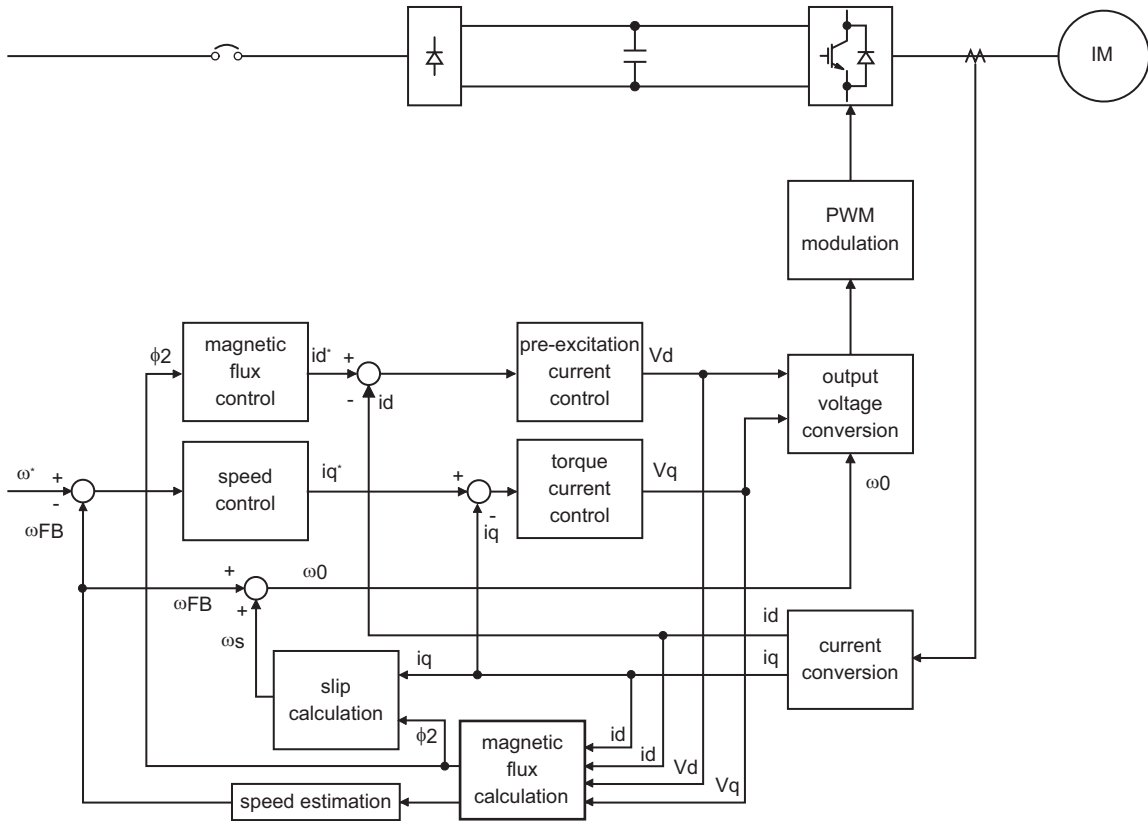 IM
PWM
modulation
ϕ2
magnetic
flux
control
id*
+
-
id
pre-excitation
current
control
Vd
output
voltage
conversion
ω*
+
-
ωFB
speed
control
iq*
+
-
iq
torque
current
control
Vq
ω0
ωFB
+
+
ω0
ωs
slip
calculation
iq
ϕ2
id
iq
current
conversion
magnetic
flux
calculation
id
id
Vd
Vq
speed estimation